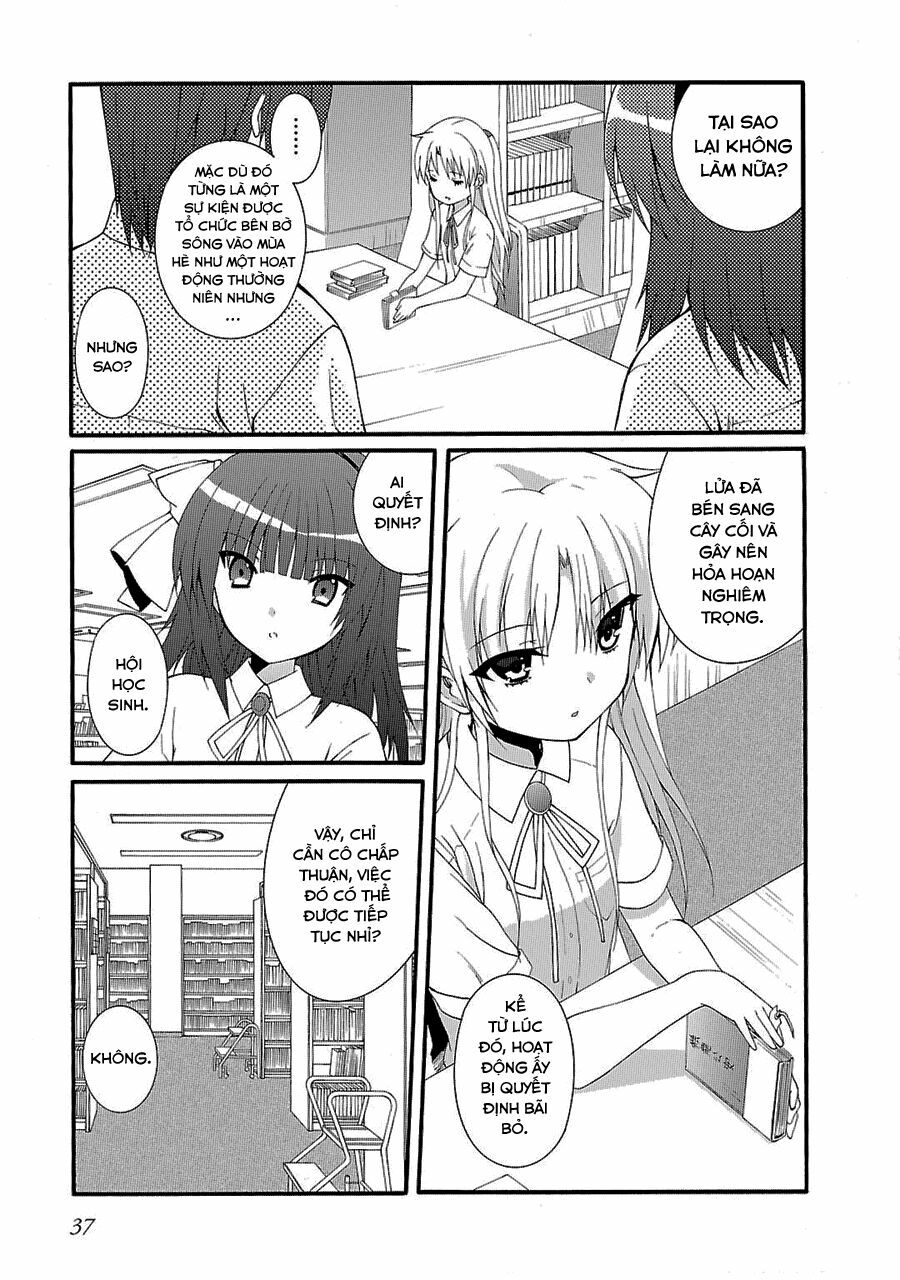 TẠI SAO
LẠI KHÔNG
LÀM NỮA?
......
MẶC DÙ ĐÓ
TỪNG LÀ MỘT
SỰ KIỆN ĐƯỢC
TỔ CHỨC BÊN BỜ
SÔNG VÀO MÙA
HÈ NHƯ MỘT HOẠT
ĐỘNG THƯỜNG
NIÊN NHƯNG
...
NHƯNG
SAO?
LỬA ĐÃ
BÉN SANG
CÂY CỐI VÀ
GÂY NÊN
HỎA HOẠN
NGHIÊM
TRỌNG.
KỂ
TỪ LÚC
ĐÓ, HOẠT
ĐỘNG ẤY
BỊ QUYẾT
ĐỊNH BÃI
BỎ.
AI
QUYẾT
ĐỊNH?
HỘI
HỌC
SINH.
VẬY, CHỈ
CẦN CÔ CHẤP
THUẬN, VIỆC
ĐÓ CÓ THỂ
ĐƯỢC TIẾP
TỤC NHỈ?
KHÔNG.
37